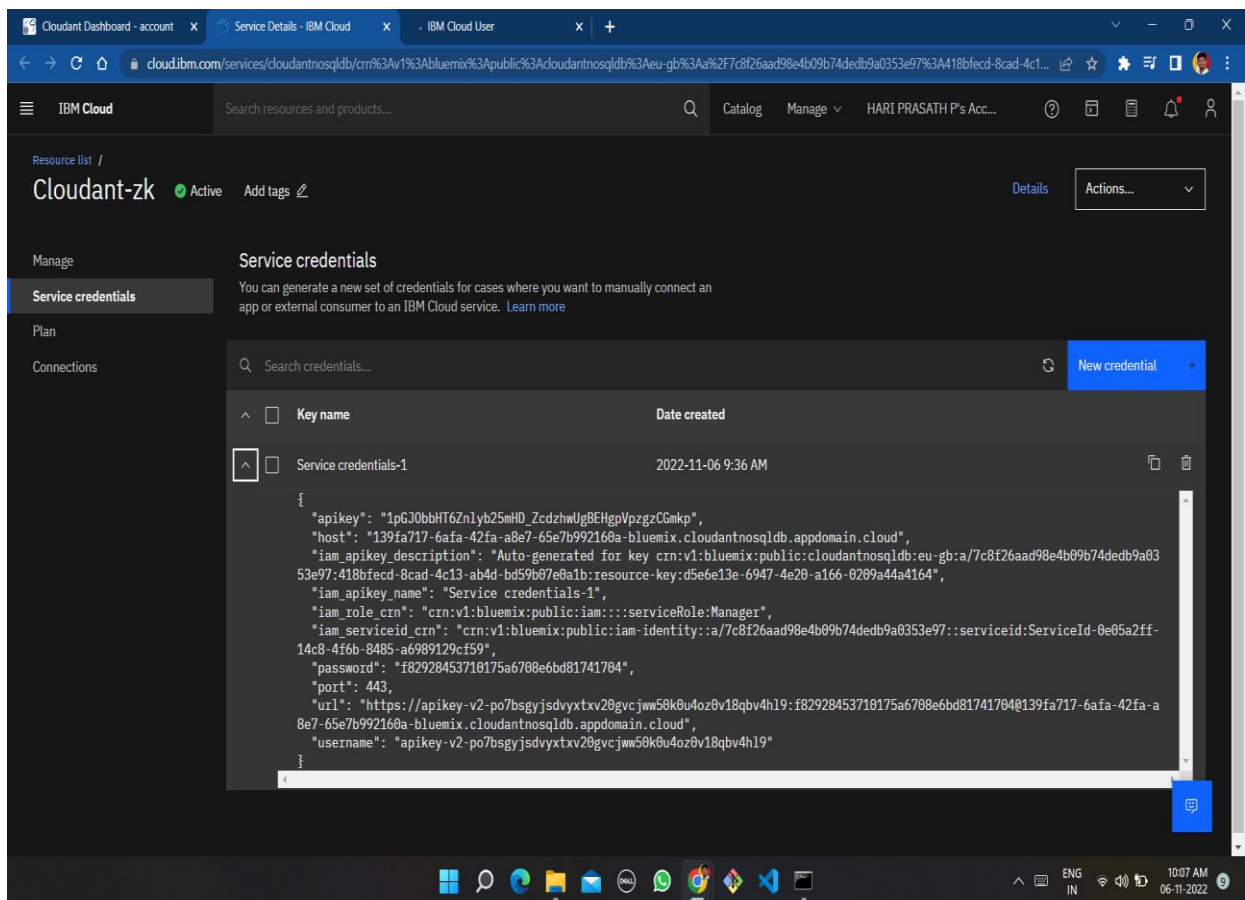 Cloudant Dashboard - account X
Service Details - IBM Cloud X
IBM Cloud User X +
cloud.ibm.com/services/cloudantnosqldb/crn%3Av1%3Abluemix%3Apublic%3Acloudantnosqldb%3Aeu-gb%3Aa%2F7c8f26aad98e4b09b74dedb9a0353e97%3A418bfecd-8cad-4c1...
IBM Cloud
Search resources and products...
Catalog
Manage
HARI PRASATH P's Acc...
Resource list /
Cloudant-zk
Active
Add tags
Details
Actions...
Manage
Service credentials
Plan
Connections
Service credentials
You can generate a new set of credentials for cases where you want to manually connect an
app or external consumer to an IBM Cloud service. Learn more
Search credentials...
New credential +
Key name
Date created
Service credentials-1
2022-11-06 9:36 AM
{
"apikey": "1pGJObbHT6Znlyb25mHD_ZcdzhwUgBEHgpVpzgzCGmkp",
"host": "139fa717-6afa-42fa-a8e7-65e7b992160a-bluemix.cloudantnosqldb.appdomain.cloud",
"iam_apikey_description": "Auto-generated for key crn:v1:bluemix:public:cloudantnosqldb:eu-gb:a/7c8f26aad98e4b09b74dedb9a03
53e97:418bfecd-8cad-4c13-ab4d-bd59b07e0a1b:resource-key:d5e6e13e-6947-4e20-a166-0209a44a4164",
"iam_apikey_name": "Service credentials-1",
"iam_role_crn": "crn:v1:bluemix:public:iam::::serviceRole:Manager",
"iam_serviceid_crn": "crn:v1:bluemix:public:iam-identity::a/7c8f26aad98e4b09b74dedb9a0353e97::serviceid:ServiceId-0e05a2ff-
14c8-4f6b-8485-a6989129cf59",
"password": "f82928453710175a6708e6bd81741704",
"port": 443,
"url": "https://apikey-v2-po7bsgyjsdvyxtxv20gvcjww50k0u4oz0v18qbv4hl9:f82928453710175a6708e6bd81741704@139fa717-6afa-42fa-a
8e7-65e7b992160a-bluemix.cloudantnosqldb.appdomain.cloud",
"username": "apikey-v2-po7bsgyjsdvyxtxv20gvcjww50k0u4oz0v18qbv4hl9"
}
DELL
ENG
IN
10:07 AM
06-11-2022
9